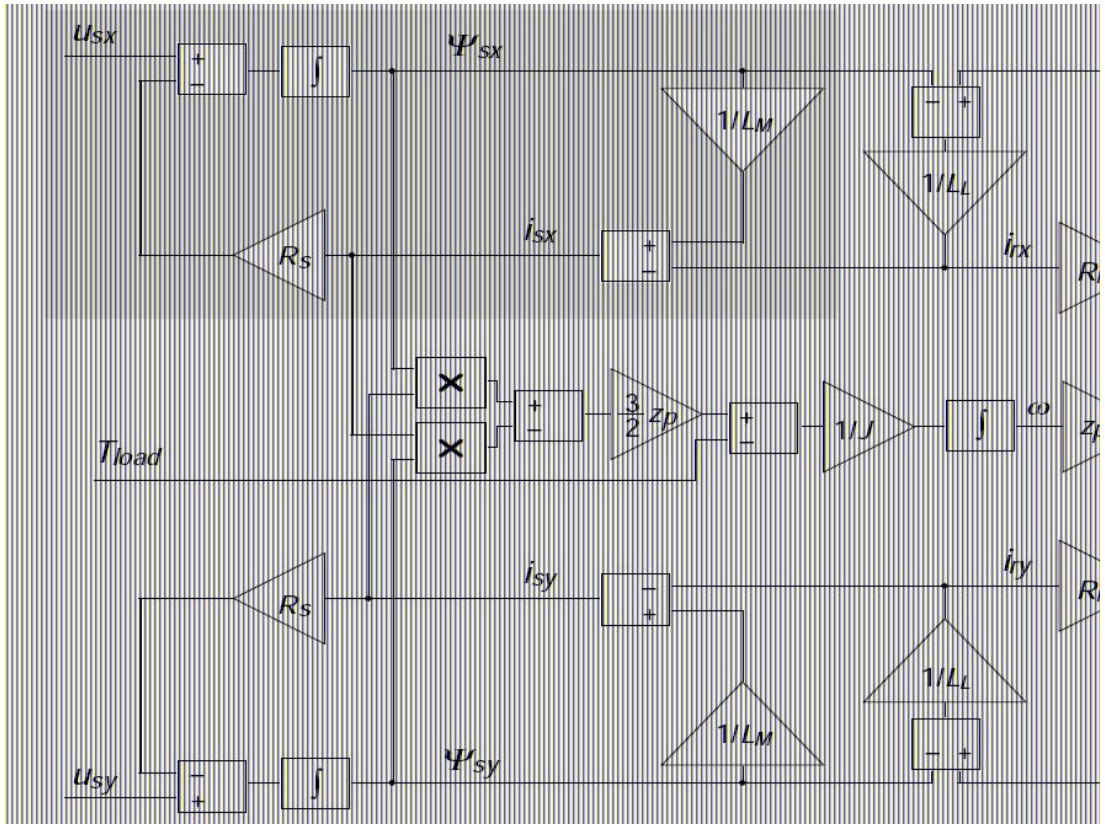 usx
Ψsx
+
−
∫
− +
1/LM
1/LL
RS
isx
+
−
irx
×
+
−
3/2 zp
+
−
1/J
∫
ω
zp
×
Tload
RS
isy
−
+
iry
1/LL
1/LM
− +
Ψsy
−
+
∫
usy